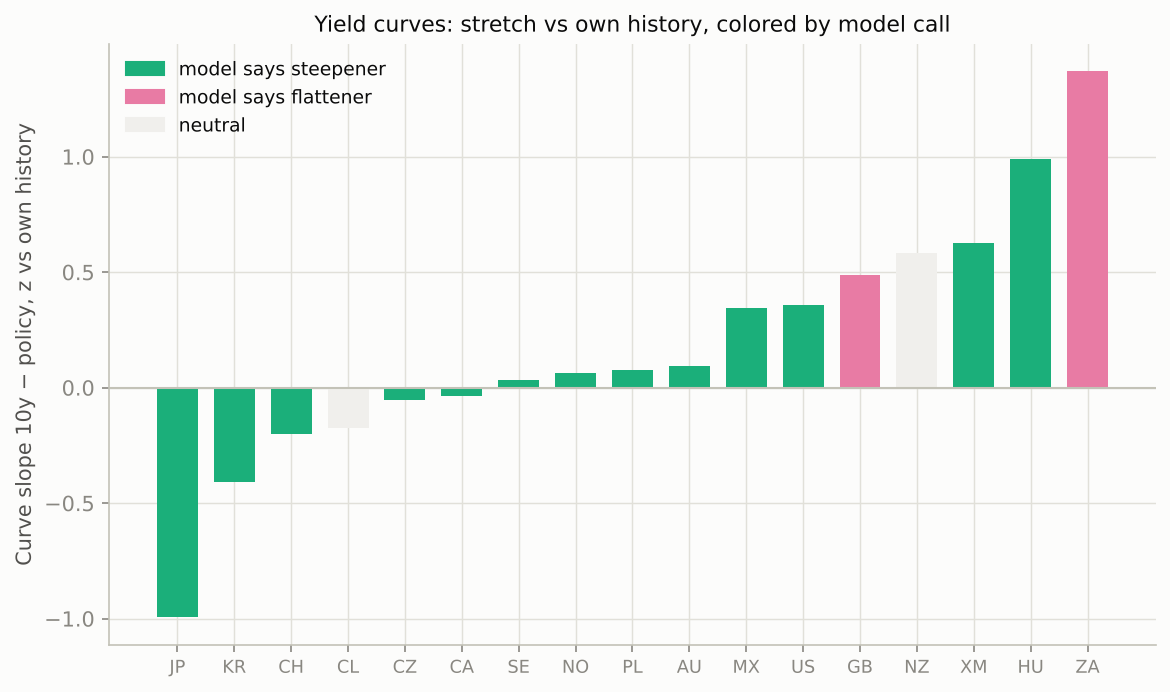 Yield curves: stretch vs own history, colored by model call
model says steepener
model says flattener
neutral
Curve slope 10y − policy, z vs own history
1.0
0.5
0.0
−0.5
−1.0
JP KR CH CL CZ CA SE NO PL AU MX US GB NZ XM HU ZA